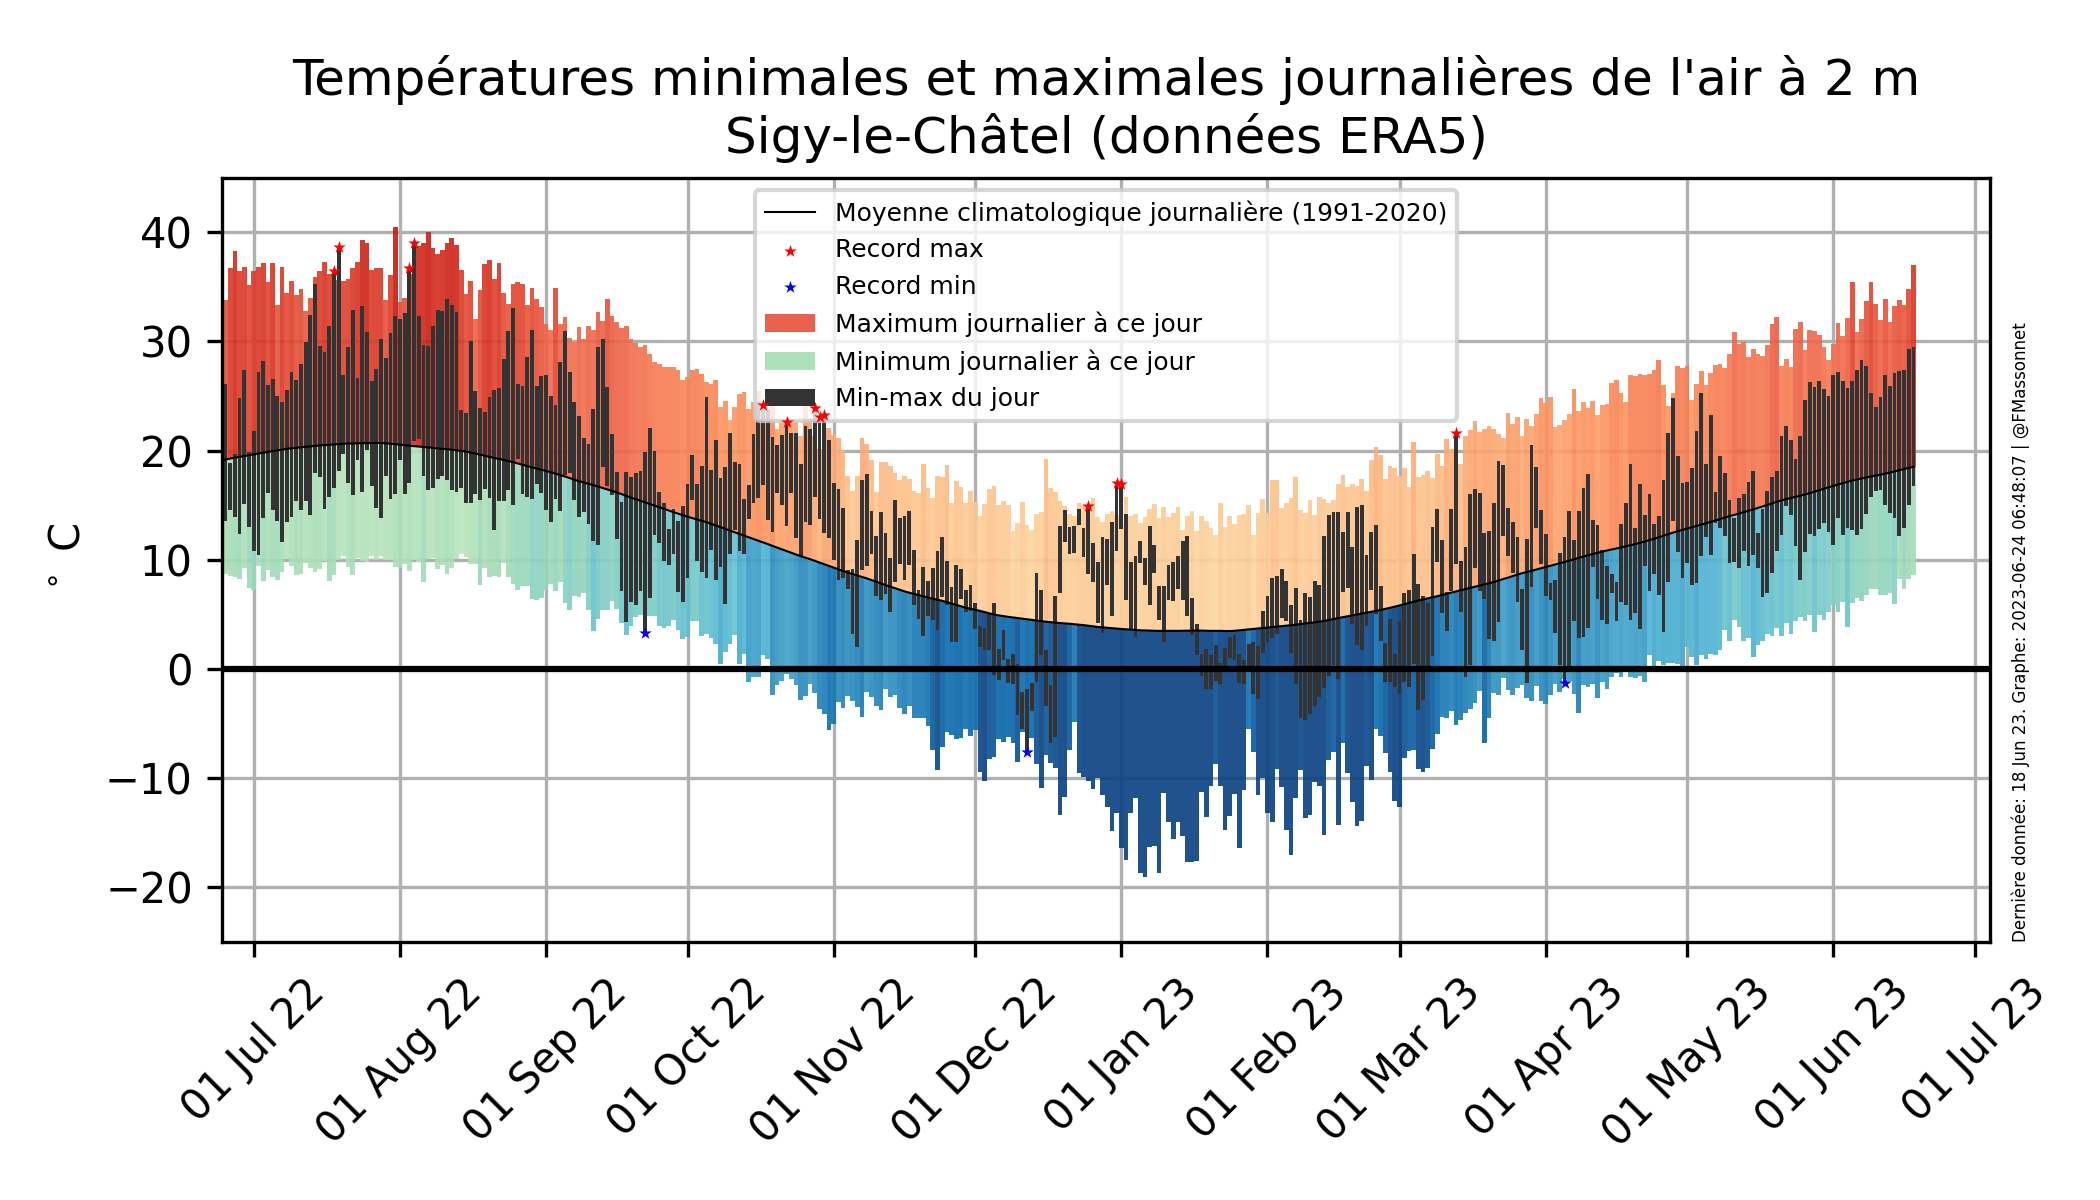 Températures minimales et maximales journalières de l'air à 2 m
Sigy-le-Châtel (données ERA5)
Moyenne climatologique journalière (1991-2020)
Record max
Record min
Maximum journalier à ce jour
Minimum journalier à ce jour
Min-max du jour
40
30
20
10
0
−10
−20
° C
01 Jul 22
01 Aug 22
01 Sep 22
01 Oct 22
01 Nov 22
01 Dec 22
01 Jan 23
01 Feb 23
01 Mar 23
01 Apr 23
01 May 23
01 Jun 23
01 Jul 23
Dernière donnée: 18 Jun 23. Graphe: 2023-06-24 06:48:07 | @FMassonnet